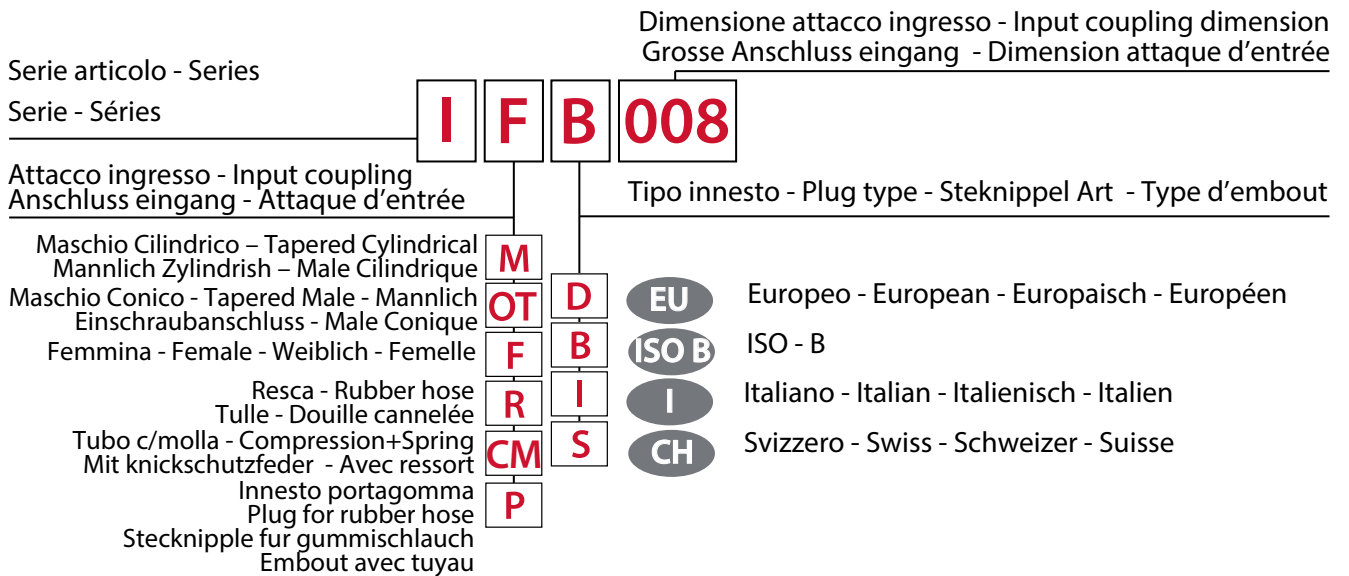 Dimensione attacco ingresso - Input coupling dimension
Grosse Anschluss eingang - Dimension attaque d'entrée
Serie articolo - Series
Serie - Séries
I F B 008
Attacco ingresso - Input coupling
Anschluss eingang - Attaque d'entrée
Tipo innesto - Plug type - Steknippel Art - Type d'embout
Maschio Cilindrico – Tapered Cylindrical
Mannlich Zylindrish – Male Cilindrique
M
Maschio Conico - Tapered Male - Mannlich
Einschraubanschluss - Male Conique
OT
Femmina - Female - Weiblich - Femelle
F
Resca - Rubber hose
Tulle - Douille cannelée
R
Tubo c/molla - Compression+Spring
Mit knickschutzfeder - Avec ressort
CM
Innesto portagomma
Plug for rubber hose
Stecknipple fur gummischlauch
Embout avec tuyau
P
D EU Europeo - European - Europaisch - Européen
B ISO B ISO - B
I I Italiano - Italian - Italienisch - Italien
S CH Svizzero - Swiss - Schweizer - Suisse